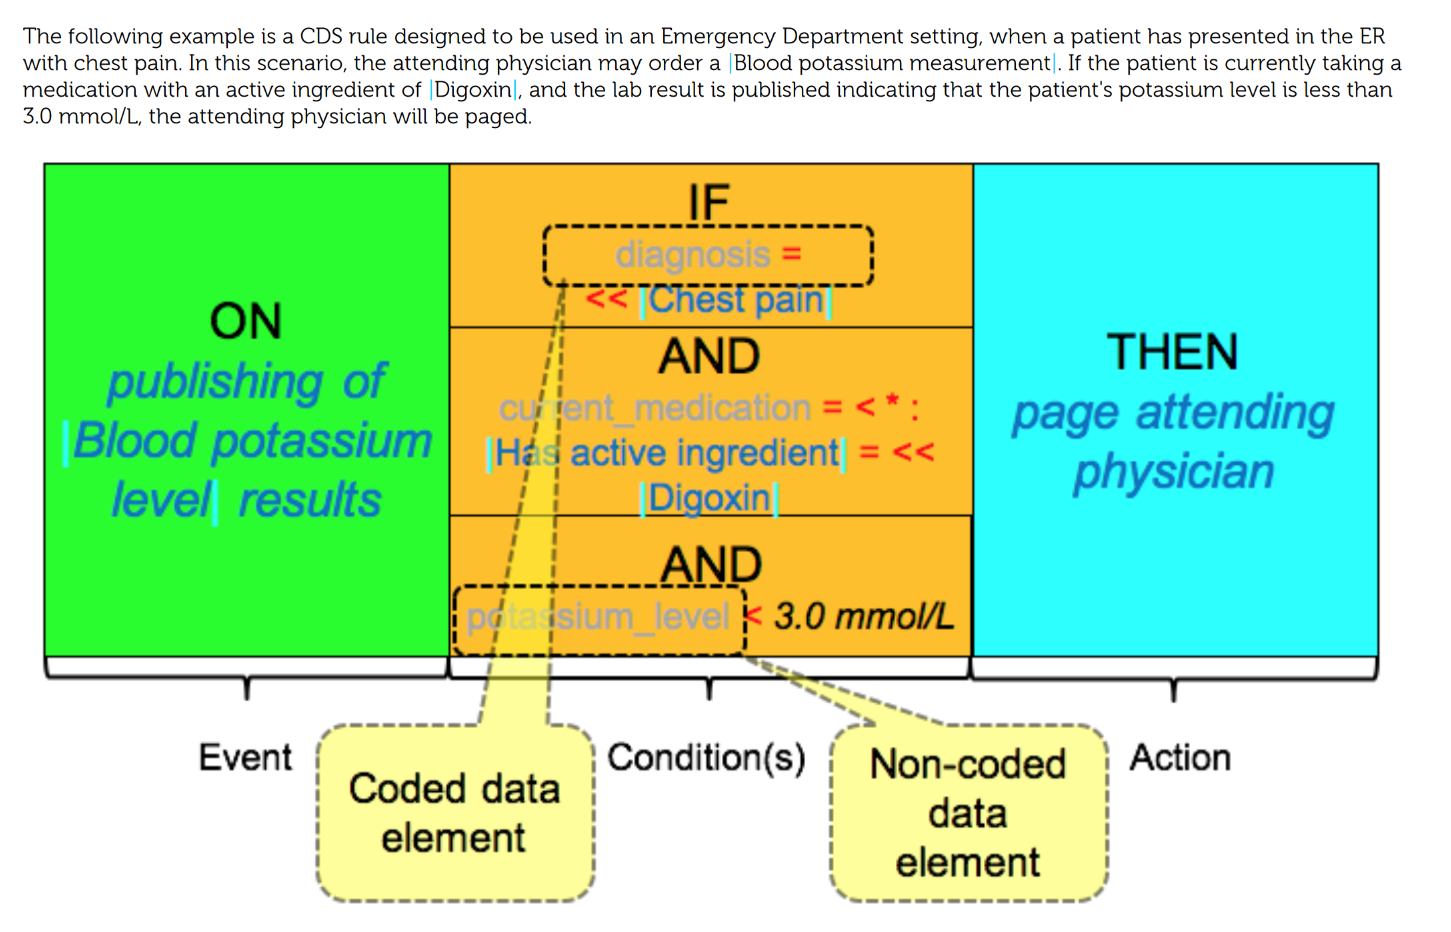 The following example is a CDS rule designed to be used in an Emergency Department setting, when a patient has presented in the ER
with chest pain. In this scenario, the attending physician may order a |Blood potassium measurement|. If the patient is currently taking a
medication with an active ingredient of |Digoxin|, and the lab result is published indicating that the patient's potassium level is less than
3.0 mmol/L, the attending physician will be paged.
ON
publishing of
|Blood potassium
level| results
IF
diagnosis =
<< |Chest pain|
AND
current_medication = < * :
|Has active ingredient| = <<
|Digoxin|
AND
potassium_level < 3.0 mmol/L
THEN
page attending
physician
Event
Coded data
element
Condition(s)
Non-coded
data
element
Action